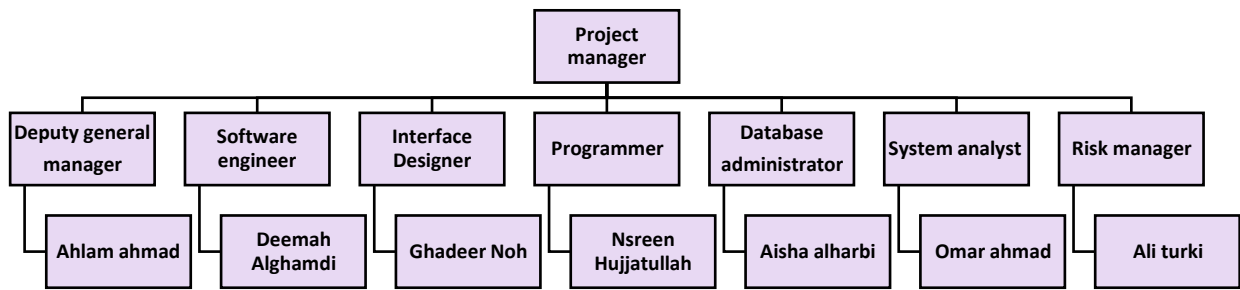 Project
manager
Deputy general
manager
Software
engineer
Interface
Designer
Programmer
Database
administrator
System analyst
Risk manager
Ahlam ahmad
Deemah
Alghamdi
Ghadeer Noh
Nsreen
Hujjatullah
Aisha alharbi
Omar ahmad
Ali turki